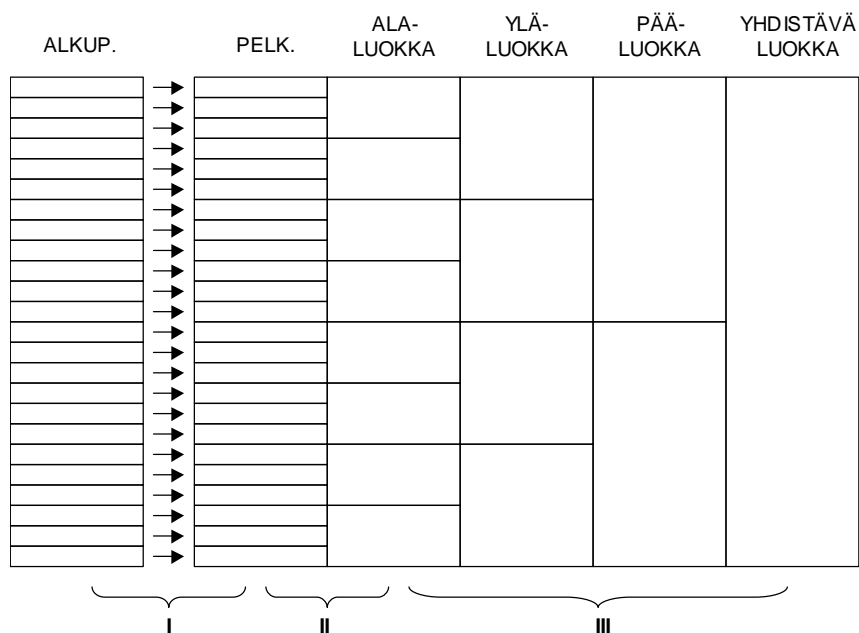 ALKUP.
PELK.
ALA-
LUOKKA
YLÄ-
LUOKKA
PÄÄ-
LUOKKA
YHDISTÄVÄ
LUOKKA
I
II
III